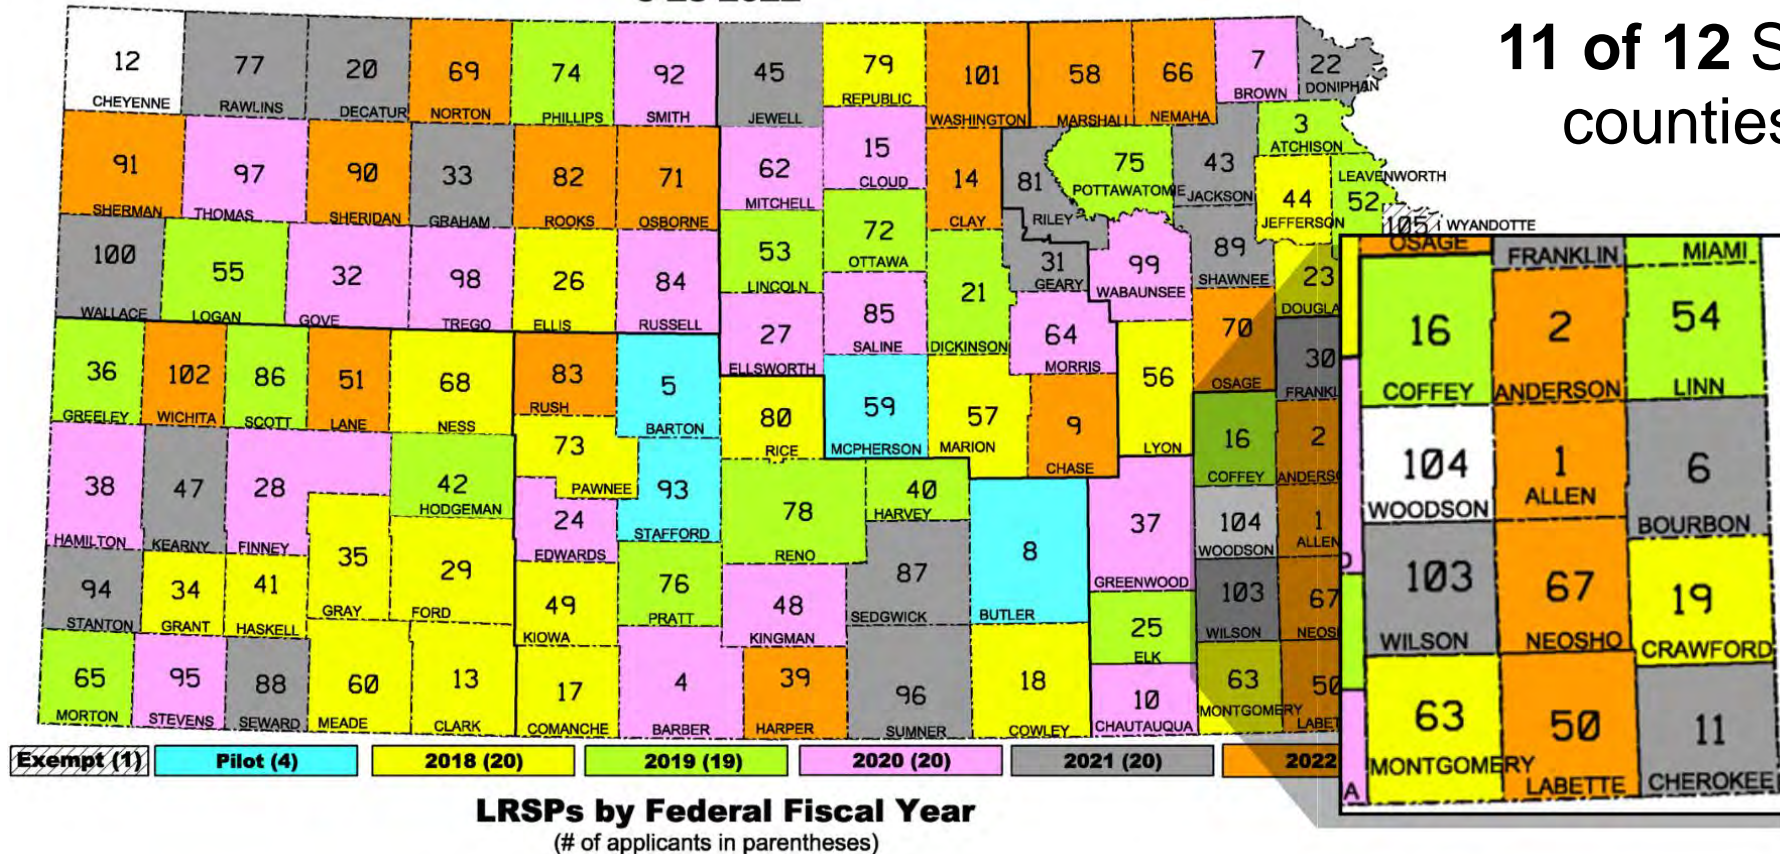 11 of 12 S
counties
12 77 20 69 74 92 45 79 101 58 66 7 22
CHEYENNE RAWLINS DECATUR NORTON PHILLIPS SMITH JEWELL REPUBLIC WASHINGTON MARSHALL NEMAHA BROWN DONIPHAN
91 97 90 33 82 71 62 15 14 81 75 43 3
SHERMAN THOMAS SHERIDAN GRAHAM ROOKS OSBORNE MITCHELL CLOUD CLAY RILEY POTTAWATOMIE JACKSON ATCHISON
44 52 105
JEFFERSON LEAVENWORTH WYANDOTTE
100 55 32 98 26 84 53 72 21 31 99 89 23
WALLACE LOGAN GOVE TREGO ELLIS RUSSELL LINCOLN OTTAWA DICKINSON GEARY WABAUNSEE SHAWNEE DOUGLA
27 85 64 70
ELLSWORTH SALINE MORRIS OSAGE
36 102 86 51 68 83 5 80 59 57 9 56 30
GREELEY WICHITA SCOTT LANE NESS RUSH BARTON RICE MCPHERSON MARION CHASE LYON FRANKL
38 47 28 42 73 93 78 40 16 2
HAMILTON KEARNY FINNEY HODGEMAN PAWNEE STAFFORD RENO HARVEY COFFEY ANDERSO
35 29 24 8 37 104 1
GRAY FORD EDWARDS BUTLER GREENWOOD WOODSON ALLEN
94 34 41 49 76 48 87 25 103 67
STANTON GRANT HASKELL KIOWA PRATT KINGMAN SEDGWICK ELK WILSON NEOS
65 95 88 60 13 17 4 39 96 18 10 63 50
MORTON STEVENS SEWARD MEADE CLARK COMANCHE BARBER HARPER SUMNER COWLEY CHAUTAUQUA MONTGOMERY LABET
OSAGE FRANKLIN MIAMI
16 2 54
COFFEY ANDERSON LINN
104 1 6
WOODSON ALLEN BOURBON
103 67 19
WILSON NEOSHO CRAWFORD
63 50 11
MONTGOMERY LABETTE CHEROKEE
A
Exempt (1) Pilot (4) 2018 (20) 2019 (19) 2020 (20) 2021 (20) 2022
LRSPs by Federal Fiscal Year
(# of applicants in parentheses)